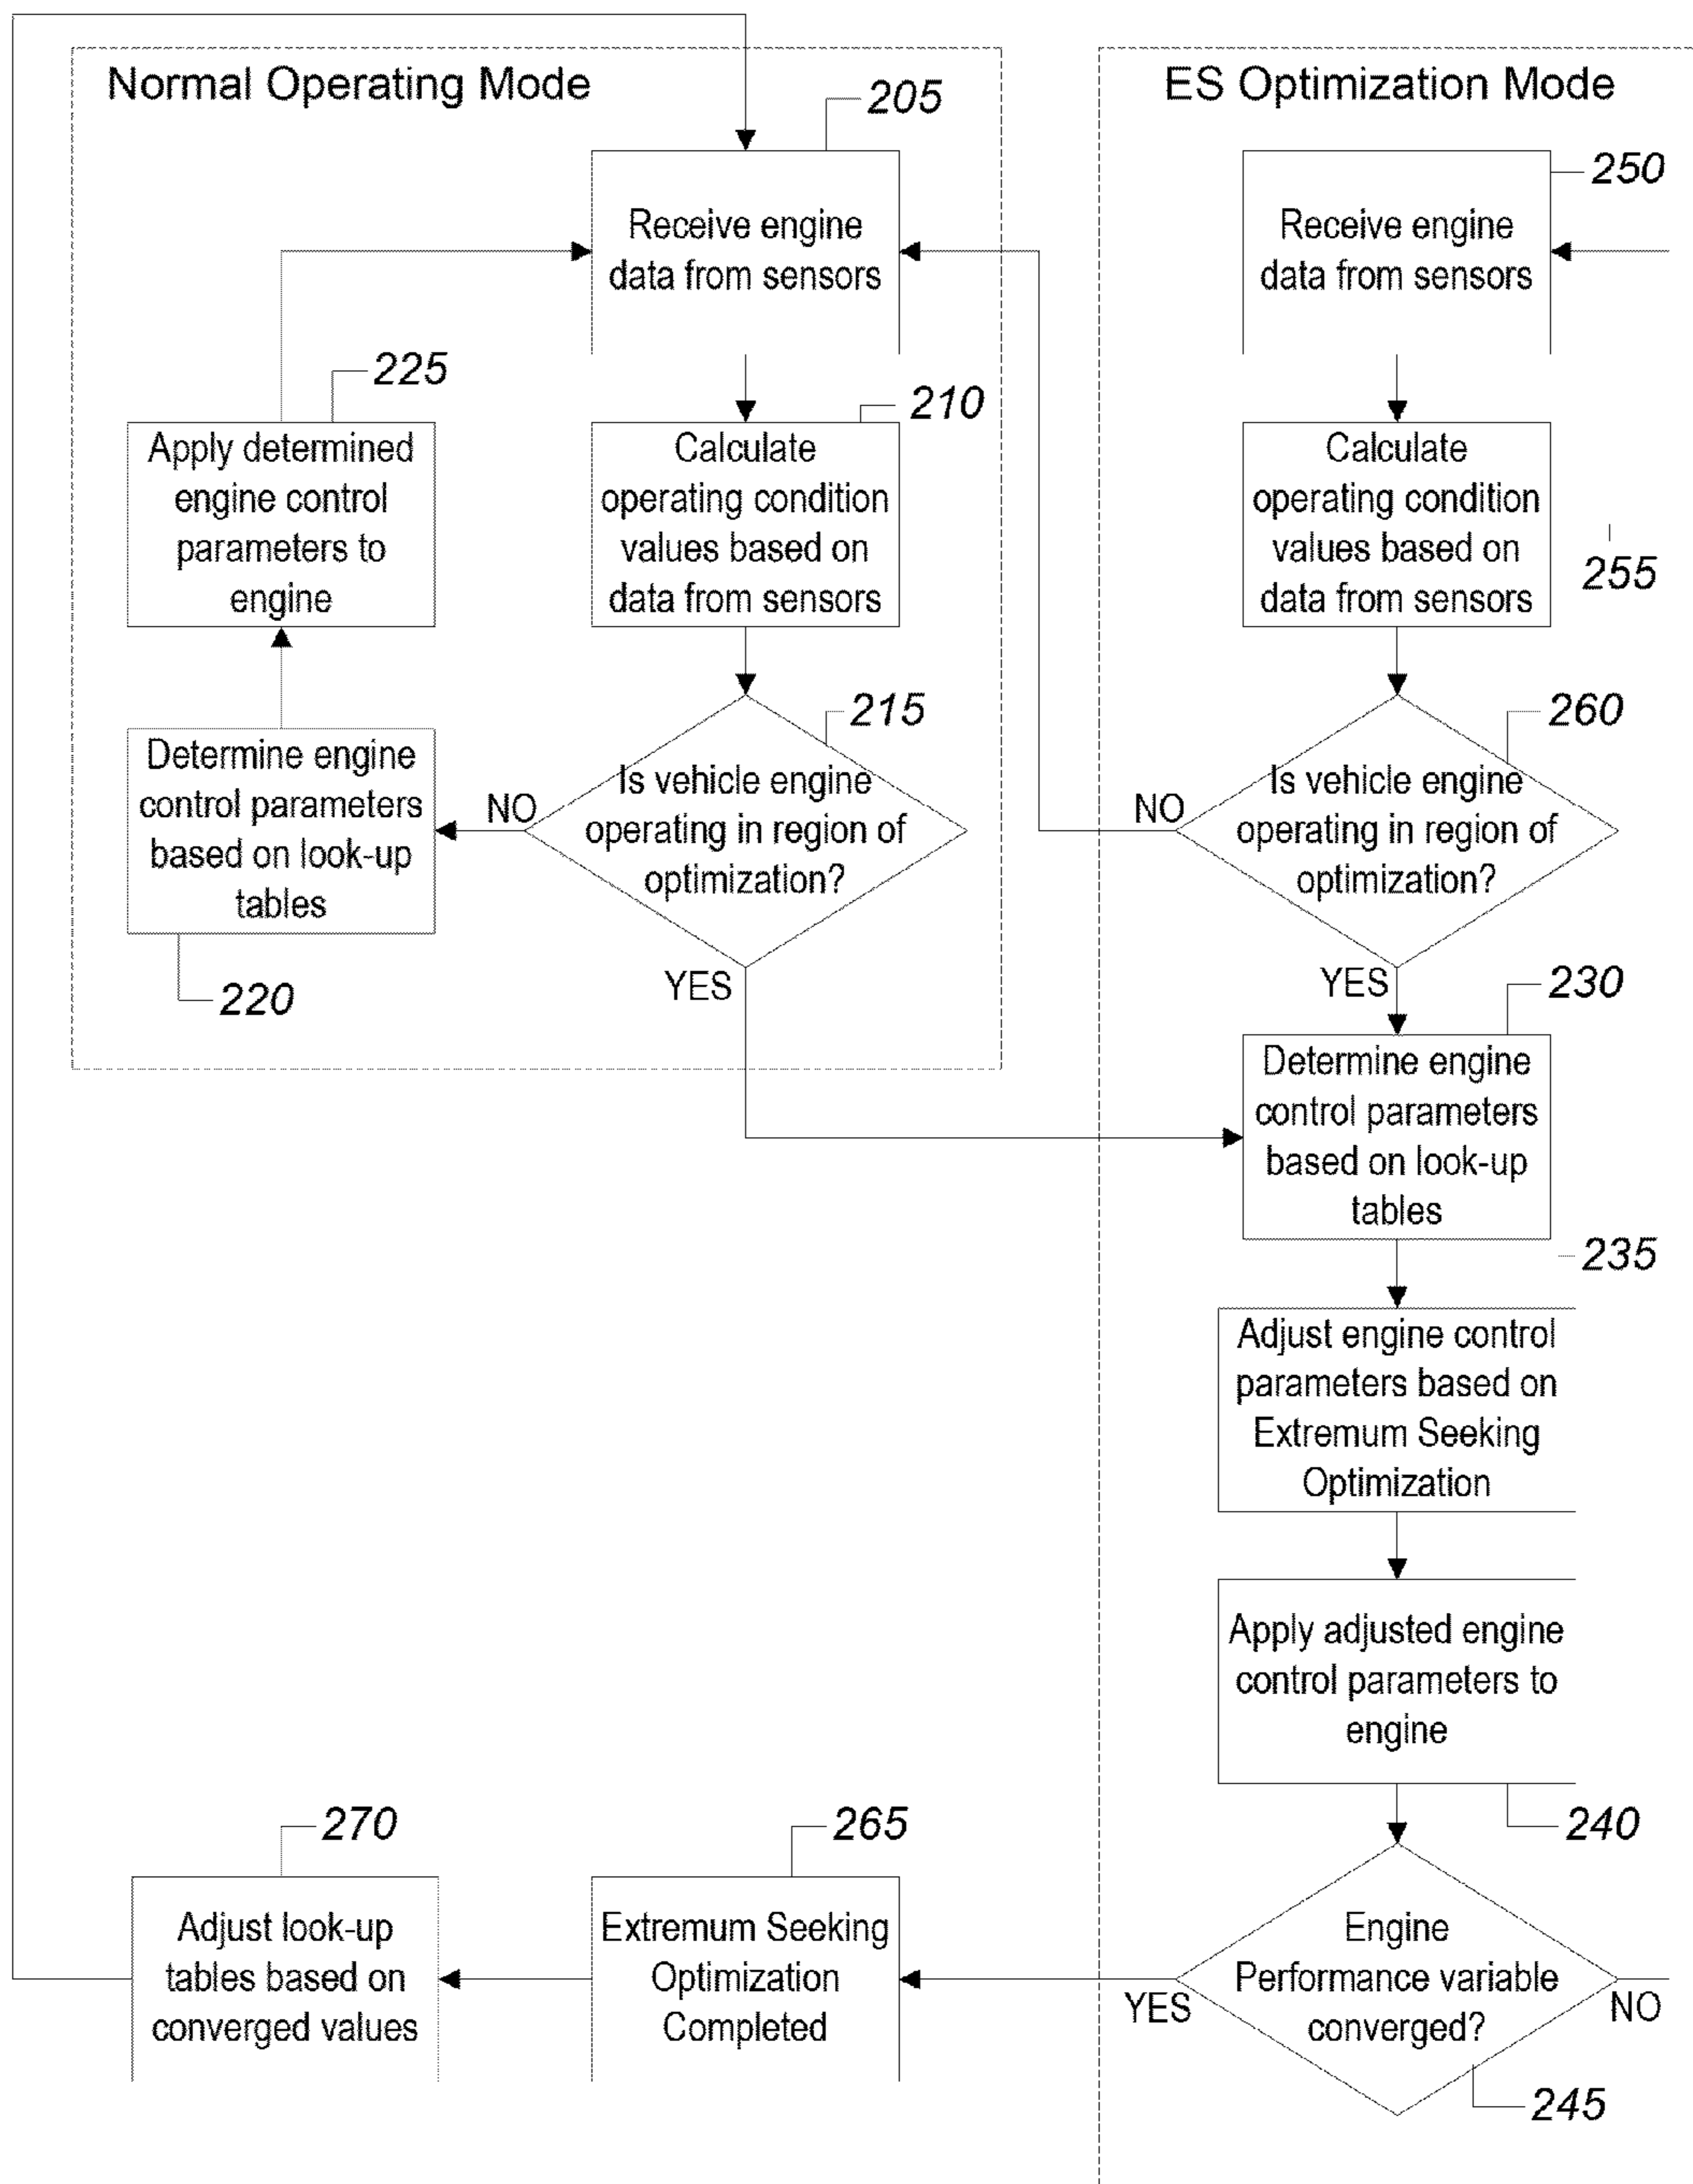 Normal Operating Mode
205
Receive engine
data from sensors
210
Calculate
operating condition
values based on
data from sensors
215
Is vehicle engine
operating in region of
optimization?
NO
YES
Determine engine
control parameters
based on look-up
tables
220
225
Apply determined
engine control
parameters to
engine
ES Optimization Mode
250
Receive engine
data from sensors
Calculate
operating condition
values based on
data from sensors
255
260
Is vehicle engine
operating in region of
optimization?
NO
YES
230
Determine engine
control parameters
based on look-up
tables
235
Adjust engine control
parameters based on
Extremum Seeking
Optimization
Apply adjusted engine
control parameters to
engine
240
Engine
Performance variable
converged?
YES
NO
245
265
Extremum Seeking
Optimization
Completed
270
Adjust look-up
tables based on
converged values